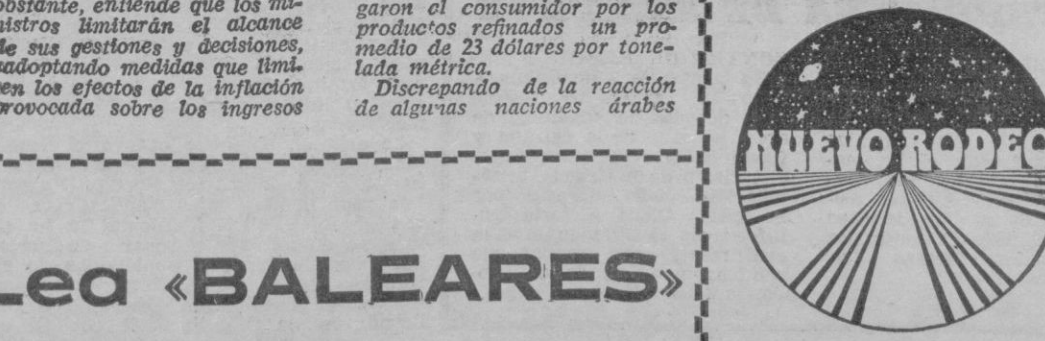 obstante, entiende que los mi-
nistros limitarán el alcance
de sus gestiones y decisiones,
adoptando medidas que limi-
en los efectos de la inflación
provocada sobre los ingresos
garon el consumidor por los
productos refinados un pro-
medio de 23 dólares por tone-
lada métrica.
Discrepando de la reacción
de algunas naciones árabes
Lea «BALEARES»
NUEVO RODEO